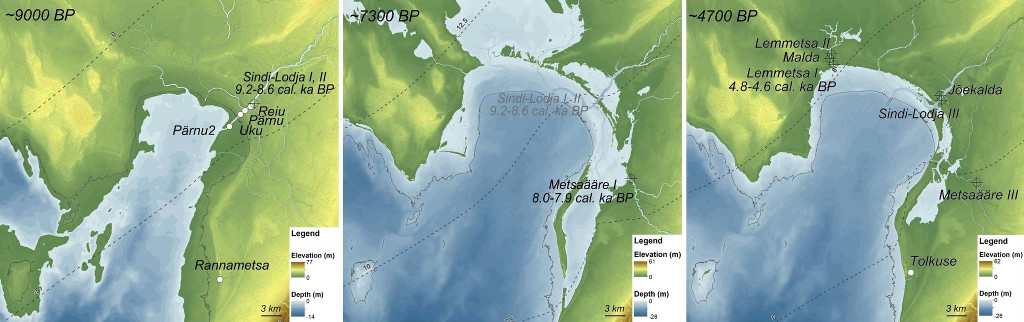 ~9000 BP
0
Sindi-Lodja I, II
9.2-8.6 cal. ka BP
Reiu
Pärnu
Uku
Pärnu2
Rannametsa
Legend
Elevation (m)
77
0
Depth (m)
0
-14
3 km
~7300 BP
12.5
Sindi-Lodja I-II
9.2-8.6 cal. ka BP
Metsaääre I
8.0-7.9 cal. ka BP
10
Legend
Elevation (m)
61
0
Depth (m)
0
-28
3 km
~4700 BP
Lemmetsa II
Malda
Lemmetsa I
4.8-4.6 cal. ka BP
Jõekalda
Sindi-Lodja III
Metsaääre III
Tolkuse
Legend
Elevation (m)
62
0
Depth (m)
0
-26
3 km